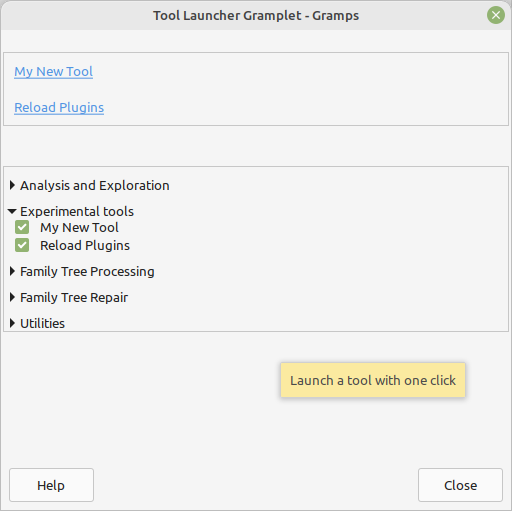 Tool Launcher Gramplet - Gramps
My New Tool
Reload Plugins
Analysis and Exploration
Experimental tools
My New Tool
Reload Plugins
Family Tree Processing
Family Tree Repair
Utilities
Launch a tool with one click
Help
Close